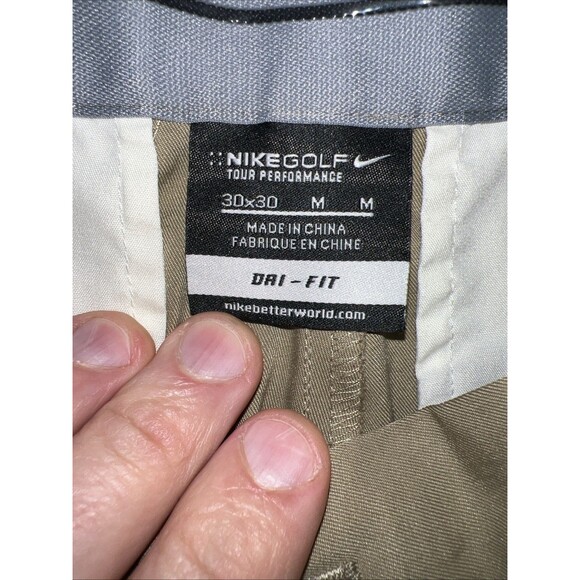 NIKEGOLF
TOUR PERFORMANCE
30x30 M M
MADE IN CHINA
FABRIQUE EN CHINE
DRI-FIT
nikebetterworld.com